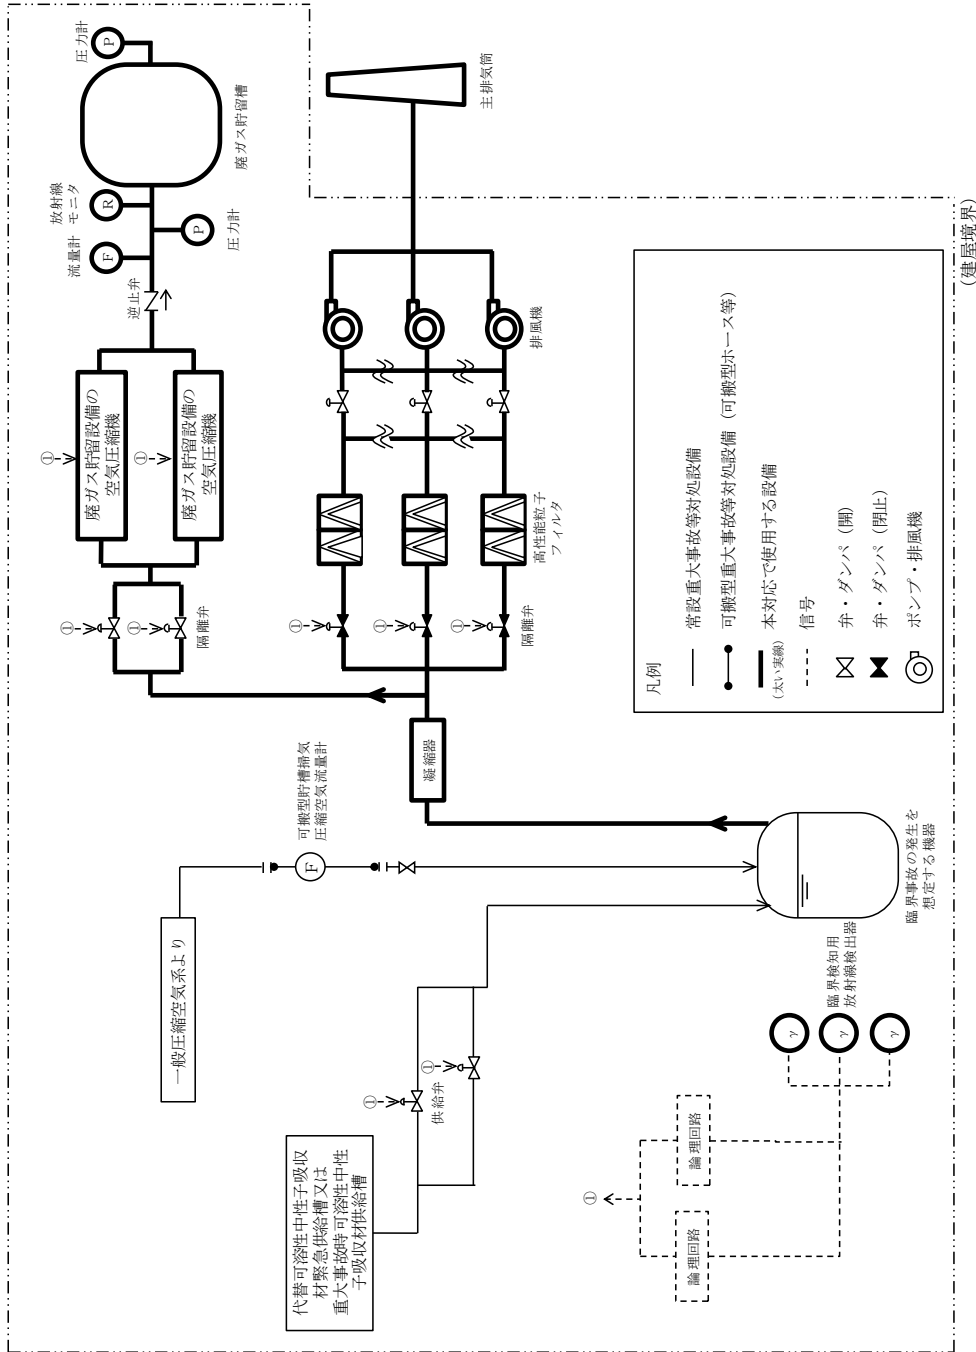 代替可溶性中性子吸収
材緊急供給槽又は
重大事故時可溶性中性
子吸収材供給槽
①
①
供給弁
一般圧縮空気系より
可搬型貯槽掃気
圧縮空気流量計
F
①
①
隔離弁
①
廃ガス貯留設備の
空気圧縮機
①
廃ガス貯留設備の
空気圧縮機
逆止弁
流量計
F
放射線
モニタ
R
P
圧力計
廃ガス貯留槽
圧力計
P
凝縮器
①
①
①
隔離弁
高性能粒子
フィルタ
排風機
主排気筒
①
論理回路
論理回路
γ
γ
γ
臨界検知用
放射線検出器
臨界事故の発生を
想定する機器
凡例
常設重大事故等対処設備
可搬型重大事故等対処設備（可搬型ホース等）
本対応で使用する設備
(太い実線)
信号
弁・ダンパ（開）
弁・ダンパ（閉止）
ポンプ・排風機
(建屋境界)